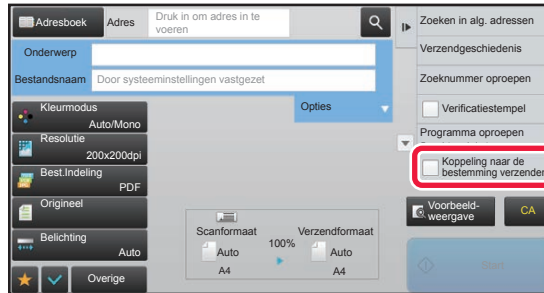 Adresboek
Adres
Druk in om adres in te
voeren
Onderwerp
Bestandsnaam
Door systeeminstellingen vastgezet
Opties
Kleurmodus
Auto/Mono
Resolutie
200x200dpi
Best.Indeling
PDF
Origineel
Belichting
Auto
Overige
Scanformaat
Auto
A4
100%
Verzendformaat
Auto
A4
Zoeken in alg. adressen
Verzendgeschiedenis
Zoeknummer oproepen
Verificatiestempel
Programma oproepen
Koppeling naar de
bestemming verzenden
Voorbeeld-
weergave
CA
Start